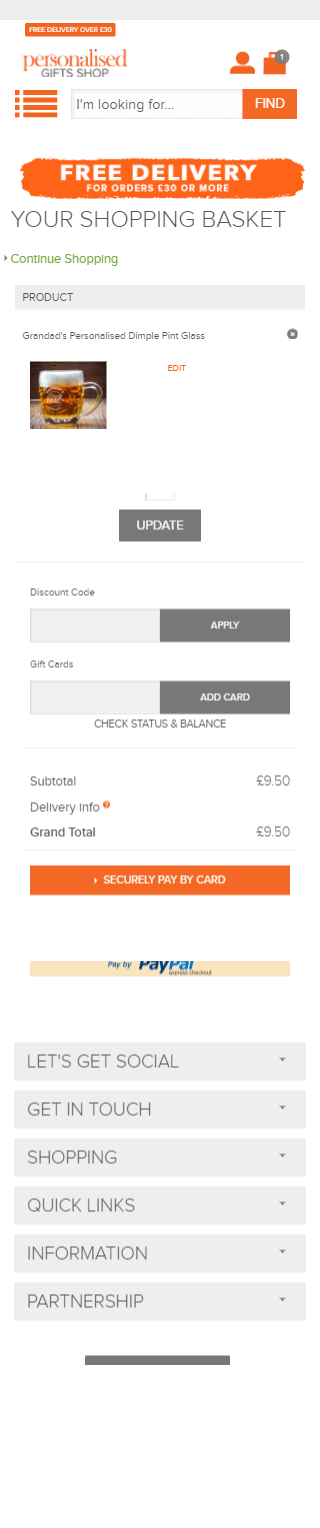 FREE DELIVERY OVER £30
personalised
GIFTS SHOP
1
I'm looking for...
FIND
FREE DELIVERY
FOR ORDERS £30 OR MORE
YOUR SHOPPING BASKET
Continue Shopping
PRODUCT
Grandad's Personalised Dimple Pint Glass
EDIT
UPDATE
Discount Code
APPLY
Gift Cards
ADD CARD
CHECK STATUS & BALANCE
Subtotal £9.50
Delivery info ?
Grand Total £9.50
SECURELY PAY BY CARD
Pay by PayPal
express checkout
LET'S GET SOCIAL
GET IN TOUCH
SHOPPING
QUICK LINKS
INFORMATION
PARTNERSHIP